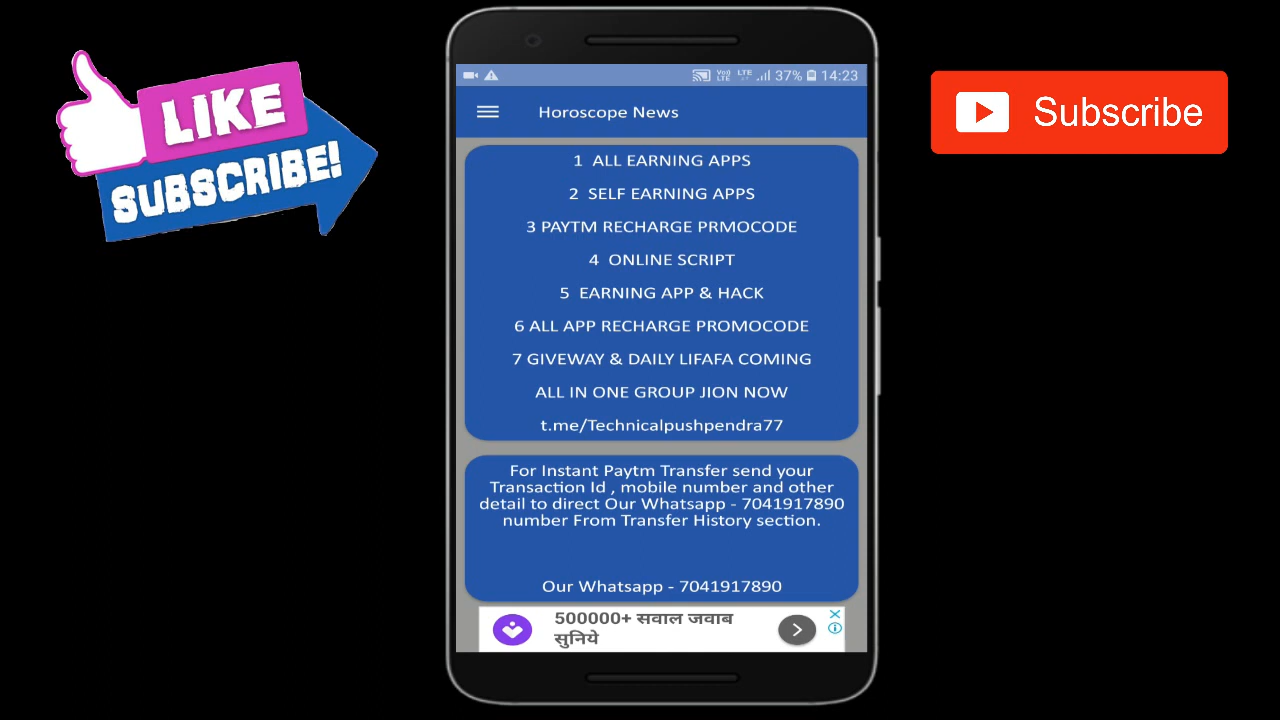 LIKE
SUBSCRIBE!
Subscribe
37% 14:23
Horoscope News
1 ALL EARNING APPS
2 SELF EARNING APPS
3 PAYTM RECHARGE PRMOCODE
4 ONLINE SCRIPT
5 EARNING APP & HACK
6 ALL APP RECHARGE PROMOCODE
7 GIVEWAY & DAILY LIFAFA COMING
ALL IN ONE GROUP JION NOW
t.me/Technicalpushpendra77
For Instant Paytm Transfer send your
Transaction Id , mobile number and other
detail to direct Our Whatsapp - 7041917890
number From Transfer History section.
Our Whatsapp - 7041917890
500000+ सवाल जवाब
सुनिये